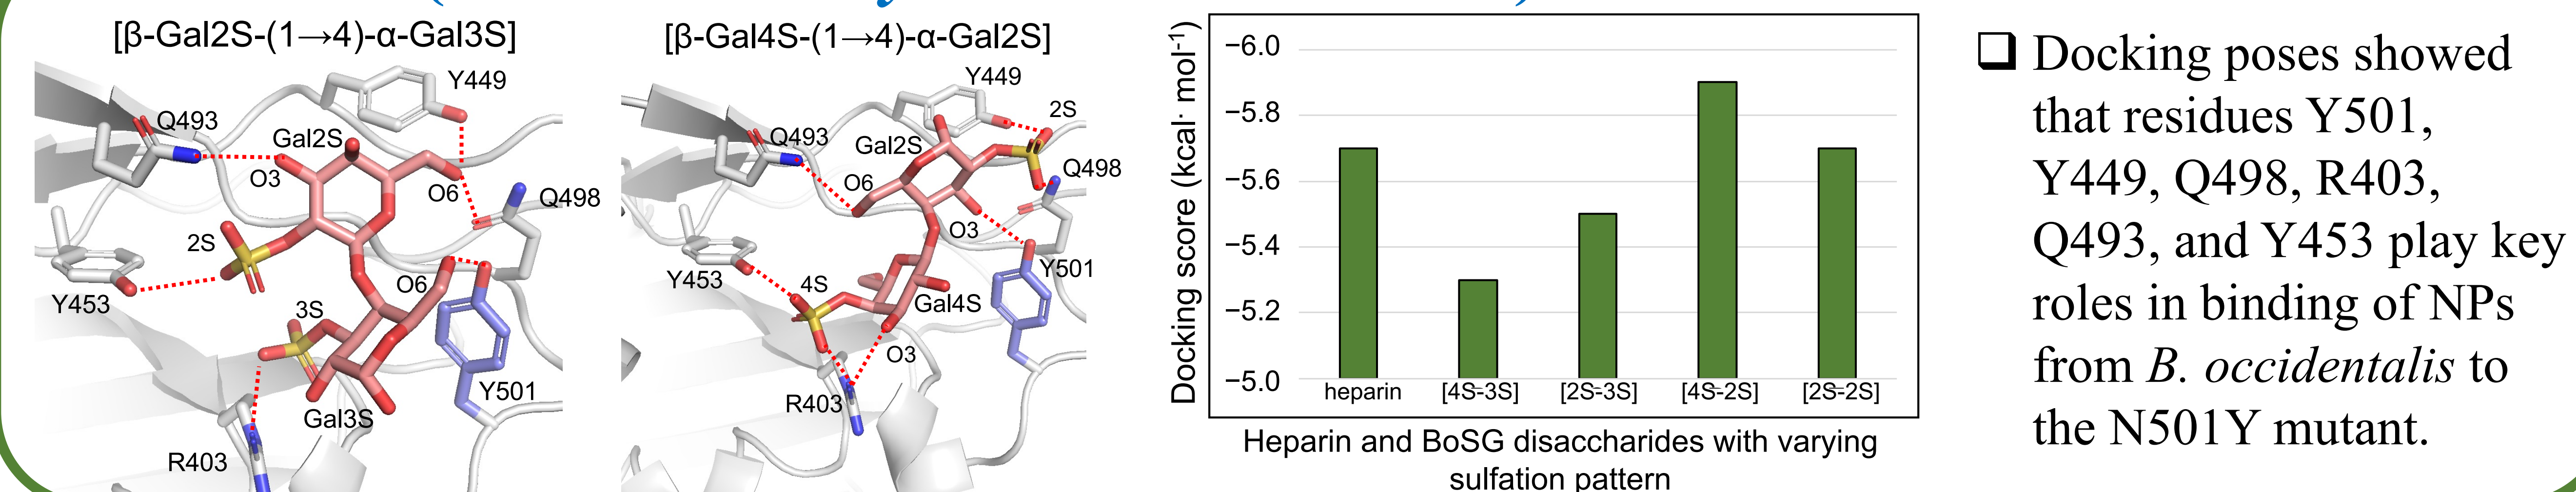 [β-Gal2S-(1→4)-α-Gal3S]
Y449
Q493
Gal2S
O3
O6
Q498
2S
Y453
O6
3S
Y501
Gal3S
R403
[β-Gal4S-(1→4)-α-Gal2S]
Y449
2S
Q493
Gal2S
Q498
O6
O3
Y453
Y501
4S
Gal4S
O3
R403
Docking score (kcal· mol⁻¹)
−6.0
−5.8
−5.6
−5.4
−5.2
−5.0
heparin [4S-3S] [2S-3S] [4S-2S] [2S-2S]
Heparin and BoSG disaccharides with varying
sulfation pattern
❑ Docking poses showed
that residues Y501,
Y449, Q498, R403,
Q493, and Y453 play key
roles in binding of NPs
from B. occidentalis to
the N501Y mutant.